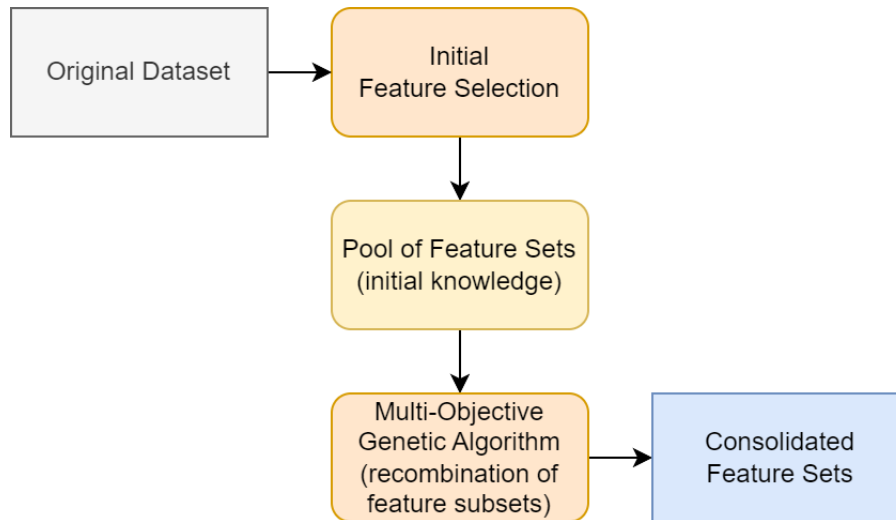 Original Dataset
Initial
Feature Selection
Pool of Feature Sets
(initial knowledge)
Multi-Objective
Genetic Algorithm
(recombination of
feature subsets)
Consolidated
Feature Sets